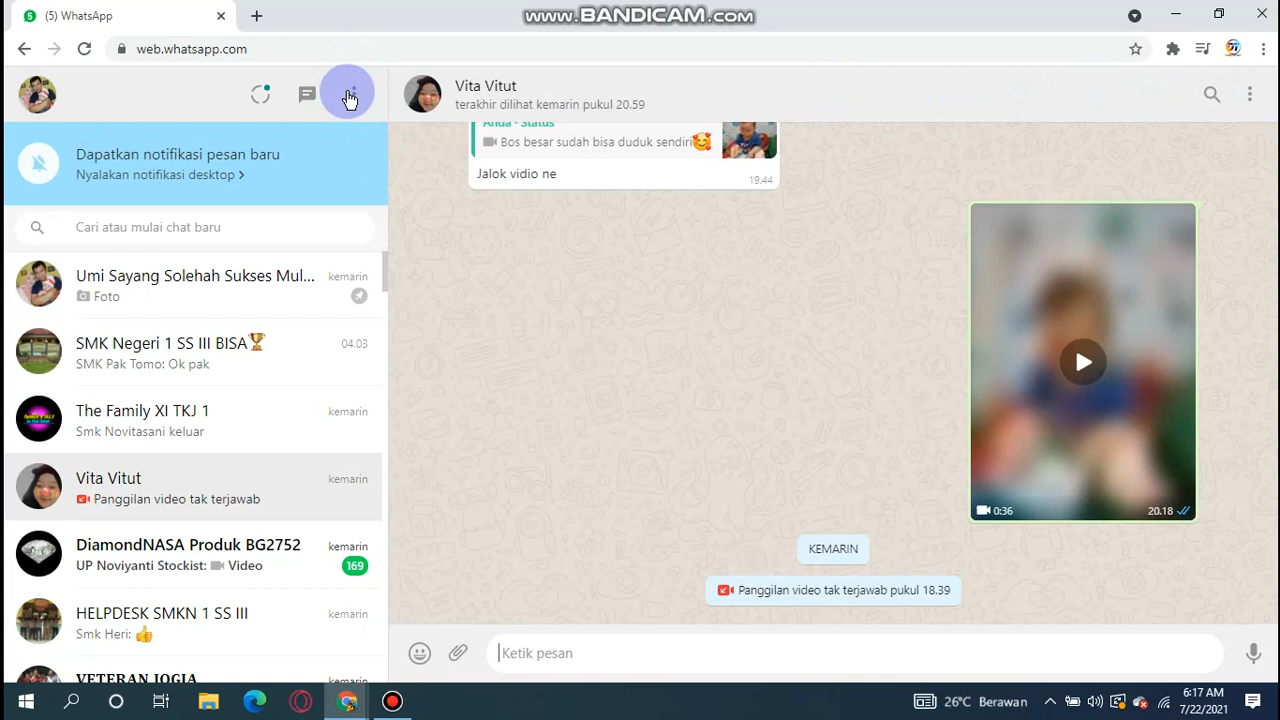 (5) WhatsApp
www.BANDICAM.com
web.whatsapp.com
Vita Vitut
terakhir dilihat kemarin pukul 20.59
Dapatkan notifikasi pesan baru
Nyalakan notifikasi desktop >
Cari atau mulai chat baru
Umi Sayang Solehah Sukses Mul...
kemarin
Foto
SMK Negeri 1 SS III BISA🏆
04.03
SMK Pak Tomo: Ok pak
The Family XI TKJ 1
kemarin
Smk Novitasani keluar
Vita Vitut
kemarin
Panggilan video tak terjawab
DiamondNASA Produk BG2752
kemarin
UP Noviyanti Stockist: Video
169
HELPDESK SMKN 1 SS III
kemarin
Smk Heri: 👍
VETERAN JOGJA
kemarin
Anda · Status
Bos besar sudah bisa duduk sendiri🥰
Jalok vidio ne
19.44
0:36
20.18
KEMARIN
Panggilan video tak terjawab pukul 18.39
Ketik pesan
26°C Berawan
6:17 AM
7/22/2021